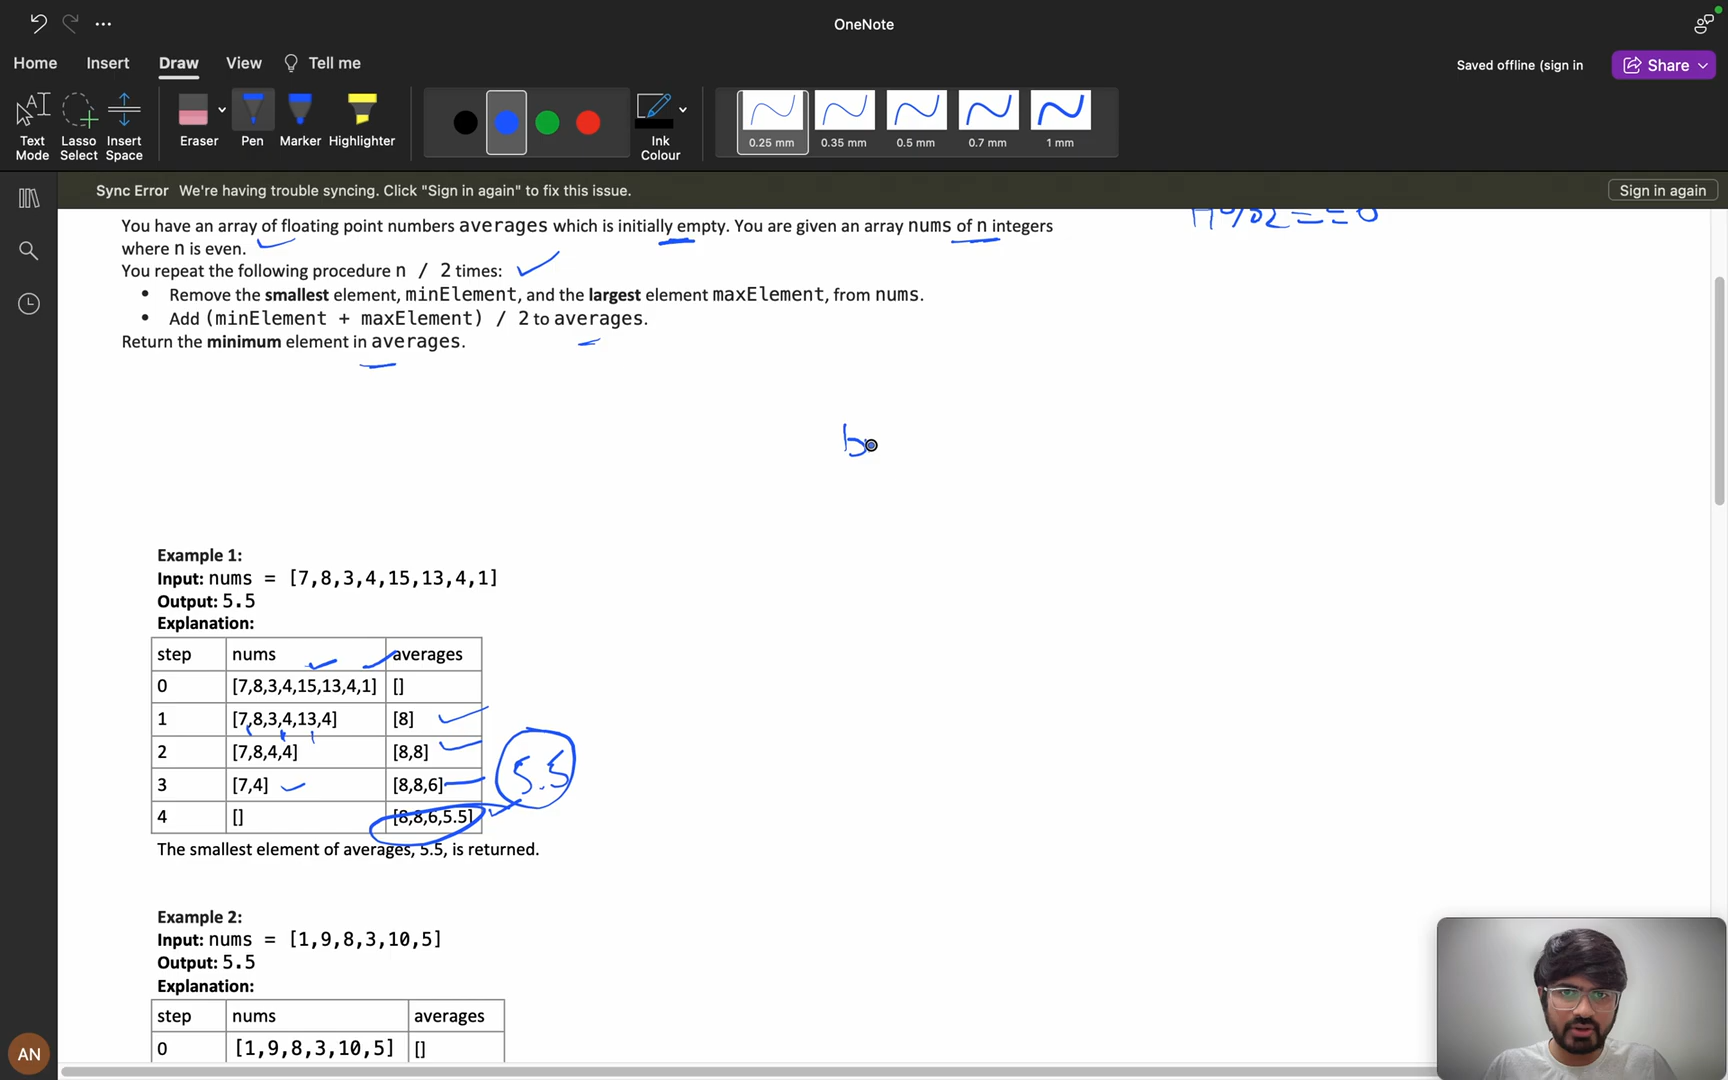 OneNote
Home Insert Draw View Tell me
Saved offline (sign in
Share
Text Mode
Lasso Select
Insert Space
Eraser
Pen
Marker
Highlighter
Ink Colour
0.25 mm
0.35 mm
0.5 mm
0.7 mm
1 mm
Sync Error We're having trouble syncing. Click "Sign in again" to fix this issue.
Sign in again
You have an array of floating point numbers averages which is initially empty. You are given an array nums of n integers
where n is even.
n%2==0
You repeat the following procedure n / 2 times:
• Remove the smallest element, minElement, and the largest element maxElement, from nums.
• Add (minElement + maxElement) / 2 to averages.
Return the minimum element in averages.
b
Example 1:
Input: nums = [7,8,3,4,15,13,4,1]
Output: 5.5
Explanation:
step nums averages
0 [7,8,3,4,15,13,4,1] []
1 [7,8,3,4,13,4] [8]
2 [7,8,4,4] [8,8]
5.5
3 [7,4] [8,8,6]
4 [] [8,8,6,5.5]
The smallest element of averages, 5.5, is returned.
Example 2:
Input: nums = [1,9,8,3,10,5]
Output: 5.5
Explanation:
step nums averages
0 [1,9,8,3,10,5] []
AN